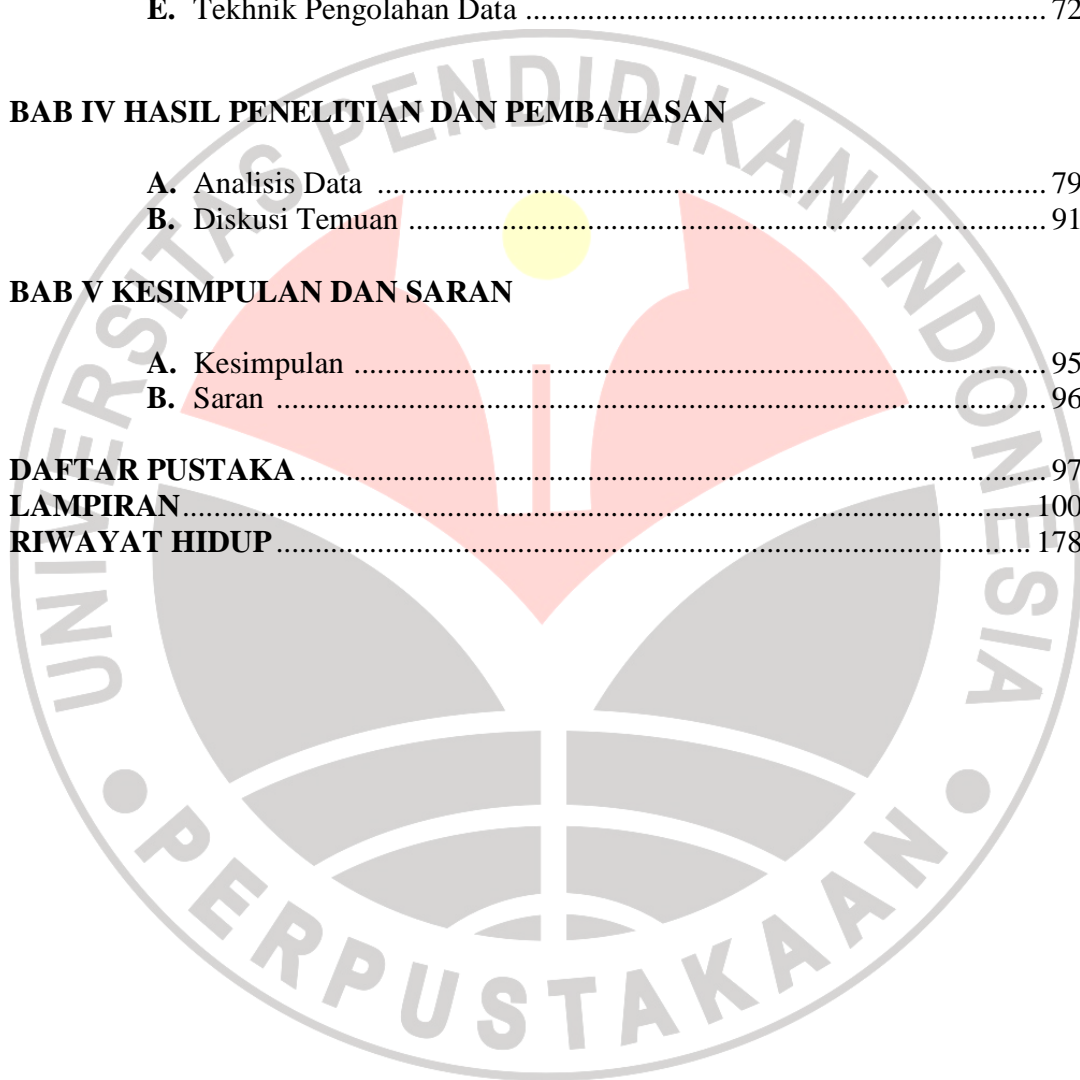 E. Tekhnik Pengolahan Data ........................................................................ 72
BAB IV HASIL PENELITIAN DAN PEMBAHASAN
A. Analisis Data ........................................................................ 79
B. Diskusi Temuan ........................................................................ 91
BAB V KESIMPULAN DAN SARAN
A. Kesimpulan ........................................................................ 95
B. Saran ........................................................................ 96
DAFTAR PUSTAKA ........................................................................ 97
LAMPIRAN ........................................................................ 100
RIWAYAT HIDUP ........................................................................ 178
UNIVERSITAS PENDIDIKAN INDONESIA
PERPUSTAKAAN